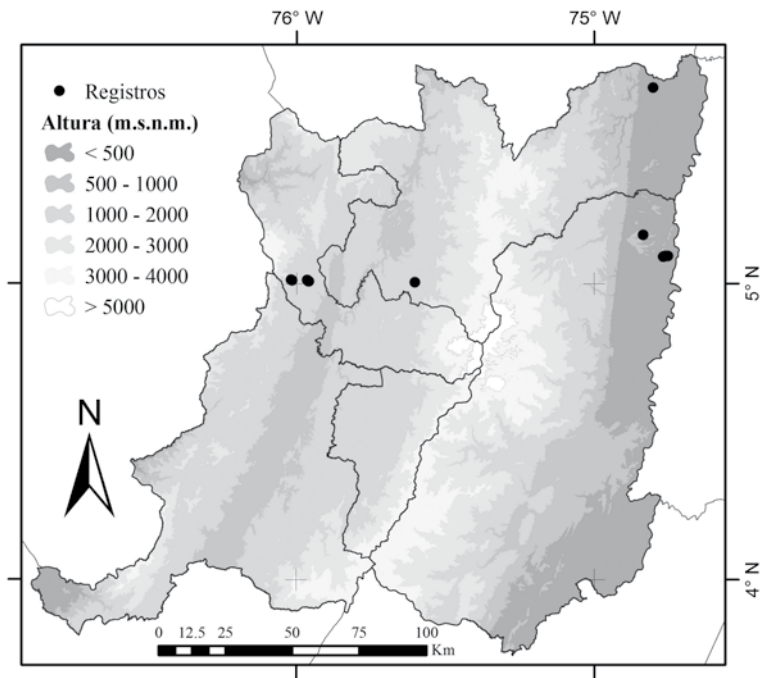 76° W
75° W
Registros
Altura (m.s.n.m.)
< 500
500 - 1000
1000 - 2000
2000 - 3000
3000 - 4000
> 5000
5° N
N
4° N
0 12.5 25 50 75 100
Km